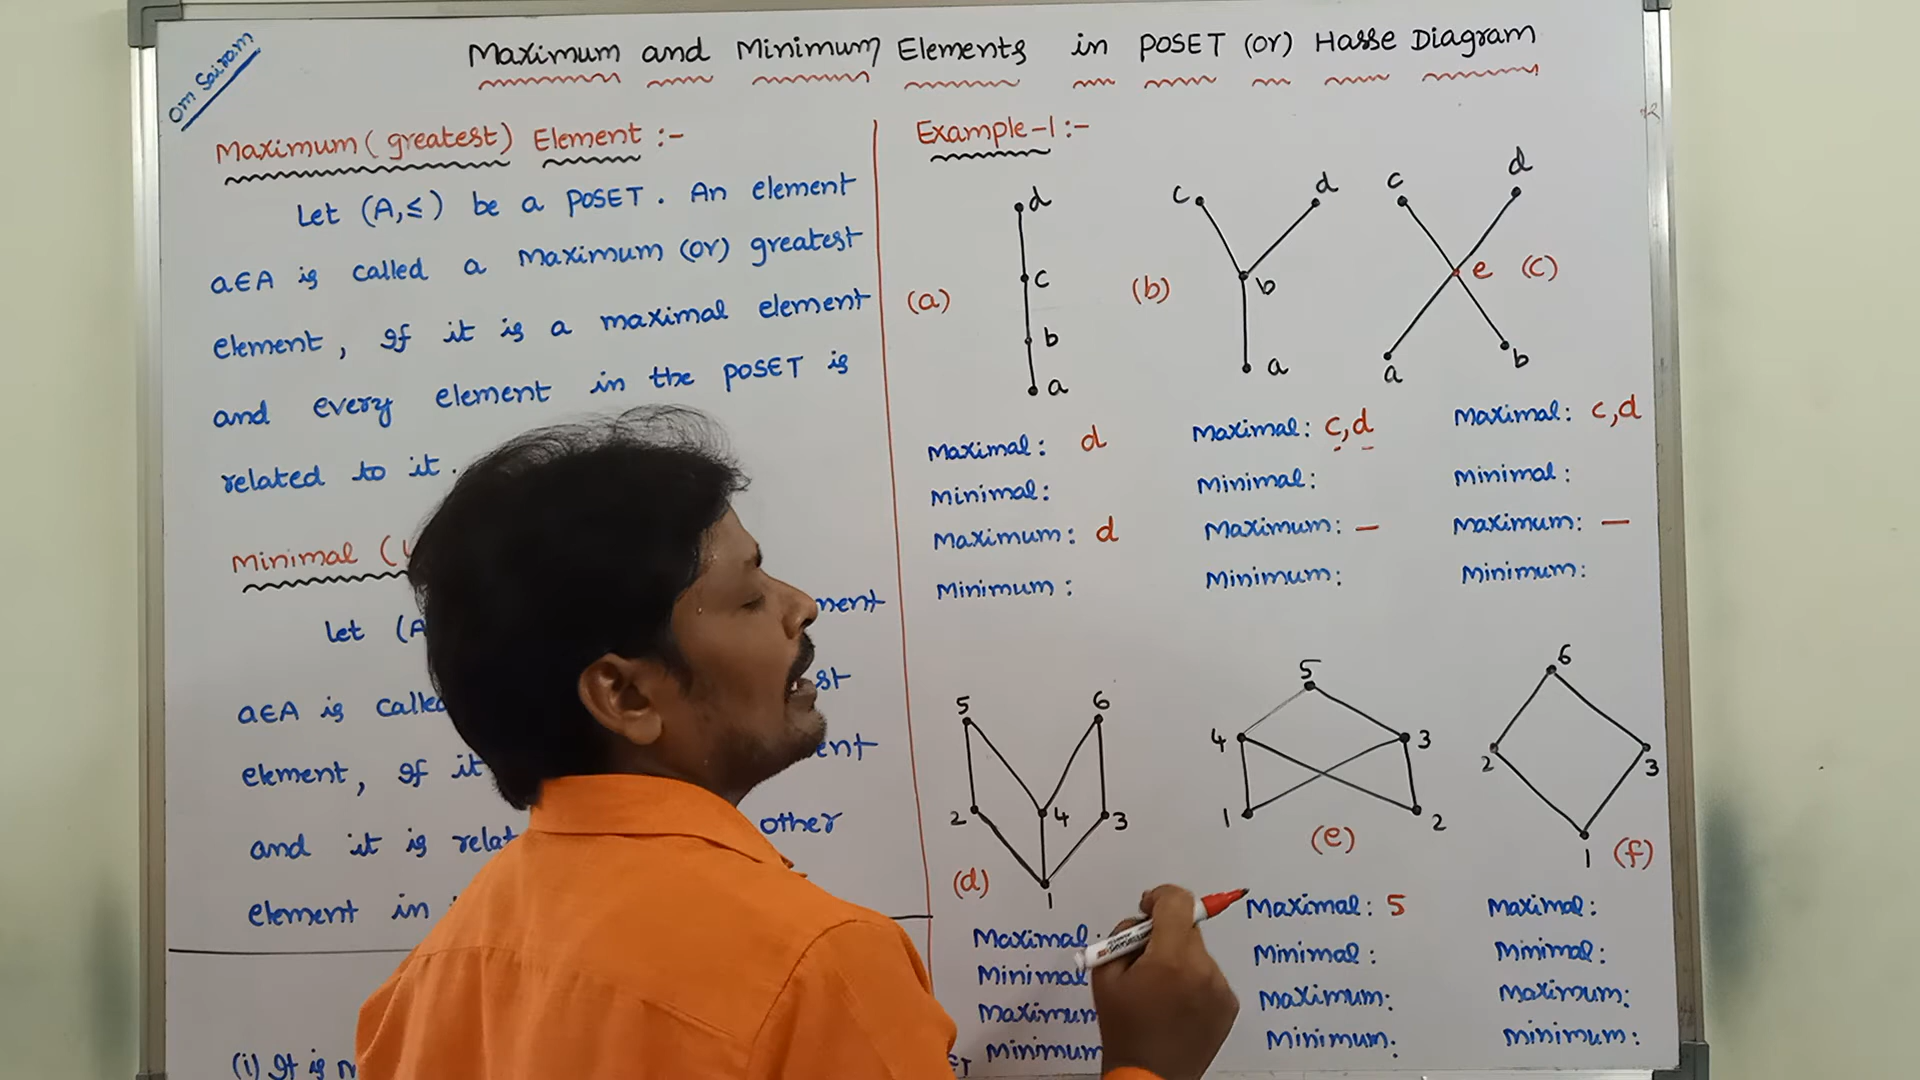 Om Sairam
Maximum and Minimum Elements in POSET (or) Hasse Diagram
Maximum (greatest) Element :-
Let (A,≤) be a POSET. An element
a∈A is called a maximum (or) greatest
element, if it is a maximal element
and every element in the POSET is
related to it.
Minimal (
Let (A
a∈A is called
element, if it
and it is other
element in
(i) It is
Example-1:-
d
c
b
a
(a)
c d
b
a
(b)
c d
e (c)
a b
Maximal: d
Minimal:
Maximum: d
Minimum:
Maximal: c,d
Minimal:
Maximum: –
Minimum:
Maximal: c,d
Minimal:
Maximum: –
Minimum:
5 6
2 4 3
1
(d)
5
4 3
1 2
(e)
6
2 3
1 (f)
Maximal:
Minimal
Maximum
Minimum
Maximal: 5
Minimal:
Maximum:
Minimum:
Maximal:
Minimal:
Maximum:
Minimum: